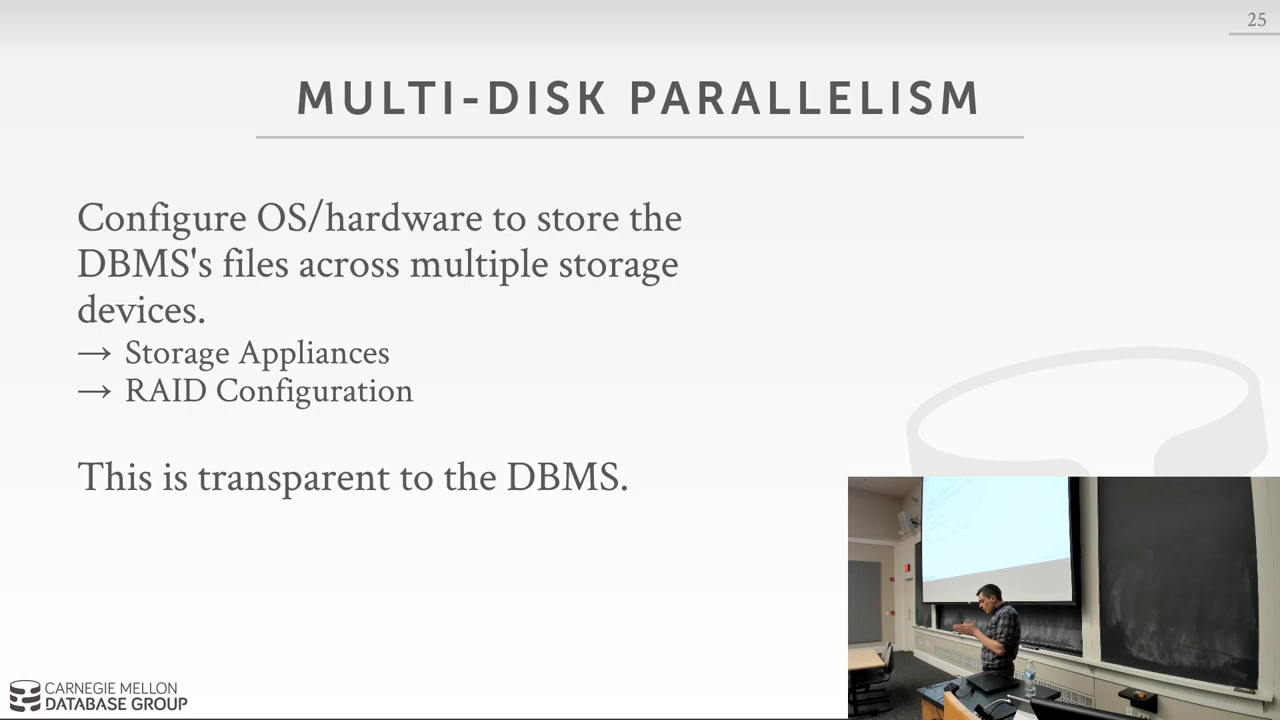 25
MULTI-DISK PARALLELISM
Configure OS/hardware to store the
DBMS's files across multiple storage
devices.
→ Storage Appliances
→ RAID Configuration
This is transparent to the DBMS.
CARNEGIE MELLON
DATABASE GROUP